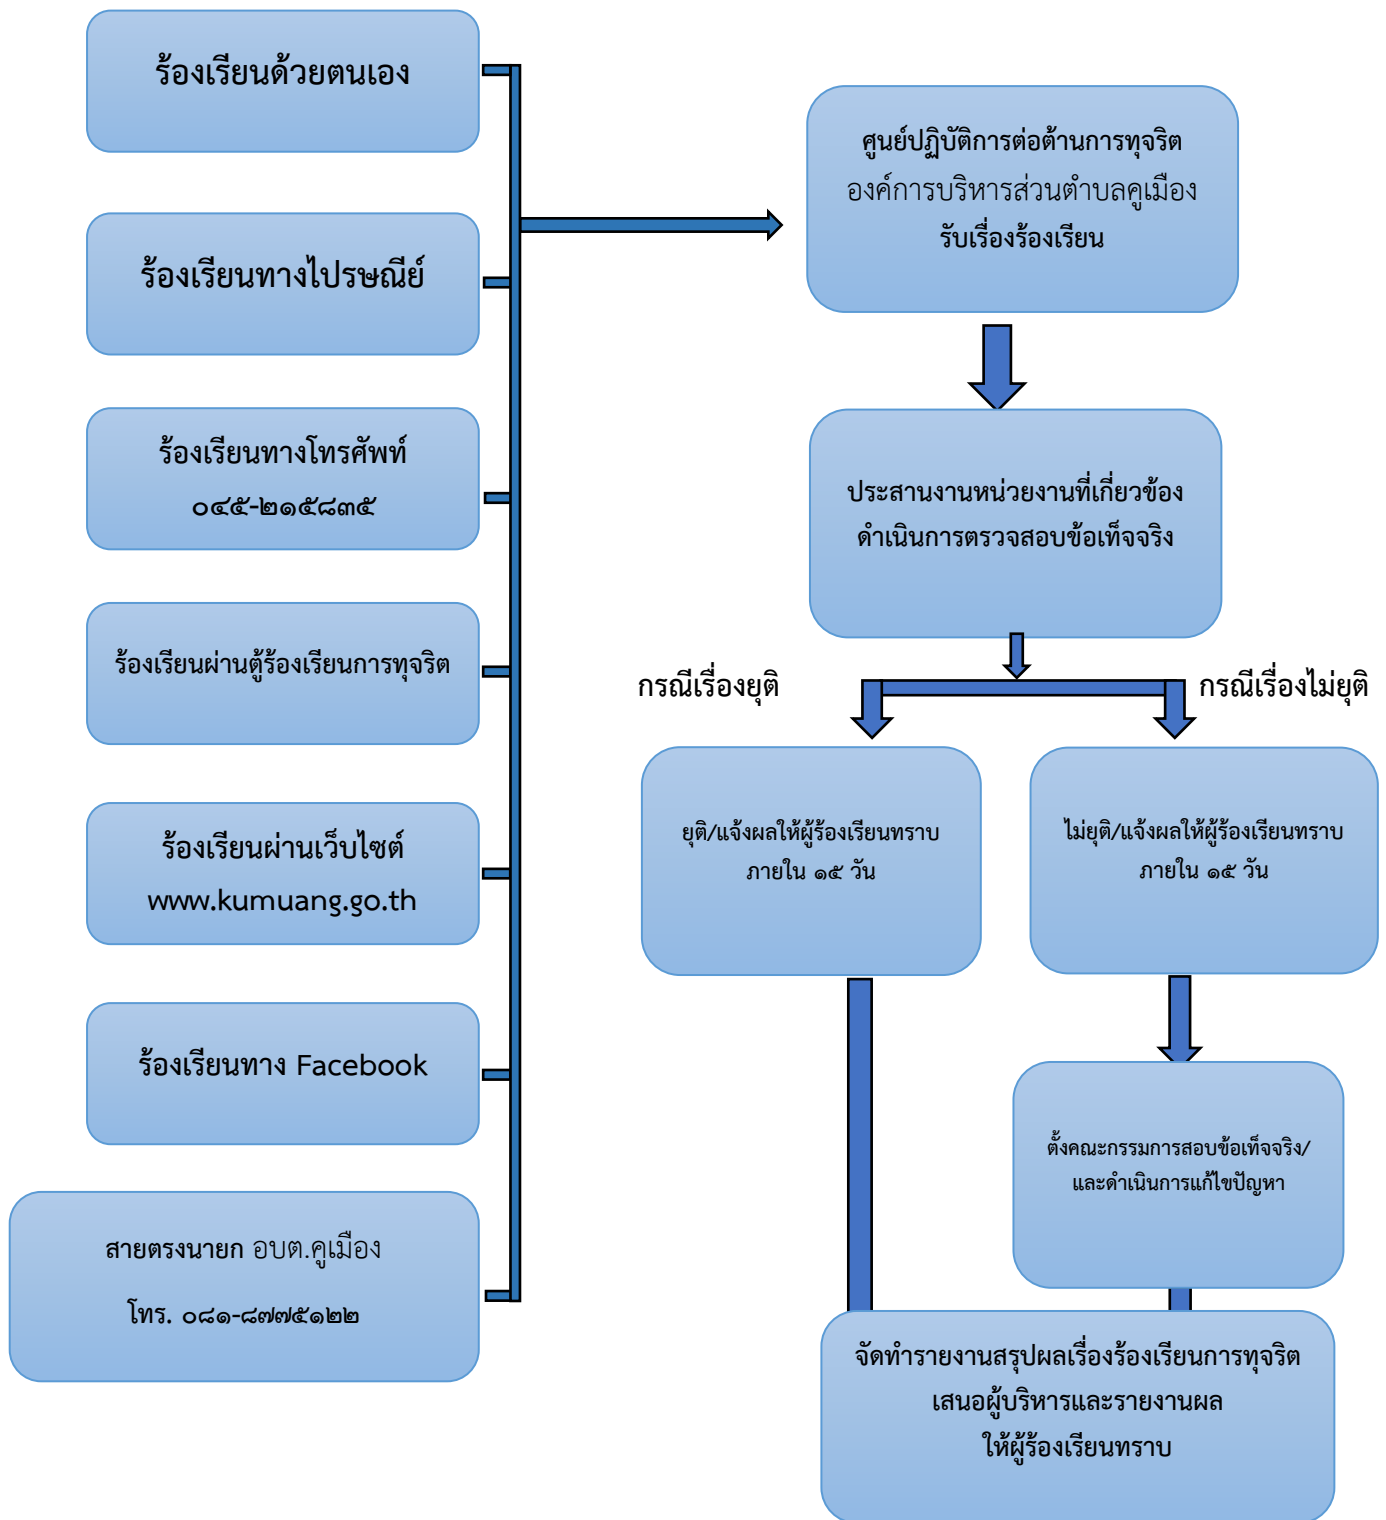 ร้องเรียนด้วยตนเอง
ร้องเรียนทางไปรษณีย์
ร้องเรียนทางโทรศัพท์
๐๔๕-๒๑๕๘๓๕
ร้องเรียนผ่านตู้ร้องเรียนการทุจริต
ร้องเรียนผ่านเว็บไซต์
www.kumuang.go.th
ร้องเรียนทาง Facebook
สายตรงนายก อบต.คูเมือง
โทร. ๐๘๑-๘๗๗๕๑๒๒
ศูนย์ปฏิบัติการต่อต้านการทุจริต
องค์การบริหารส่วนตำบลคูเมือง
รับเรื่องร้องเรียน
ประสานงานหน่วยงานที่เกี่ยวข้อง
ดำเนินการตรวจสอบข้อเท็จจริง
กรณีเรื่องยุติ
กรณีเรื่องไม่ยุติ
ยุติ/แจ้งผลให้ผู้ร้องเรียนทราบ
ภายใน ๑๕ วัน
ไม่ยุติ/แจ้งผลให้ผู้ร้องเรียนทราบ
ภายใน ๑๕ วัน
ตั้งคณะกรรมการสอบข้อเท็จจริง/
และดำเนินการแก้ไขปัญหา
จัดทำรายงานสรุปผลเรื่องร้องเรียนการทุจริต
เสนอผู้บริหารและรายงานผล
ให้ผู้ร้องเรียนทราบ